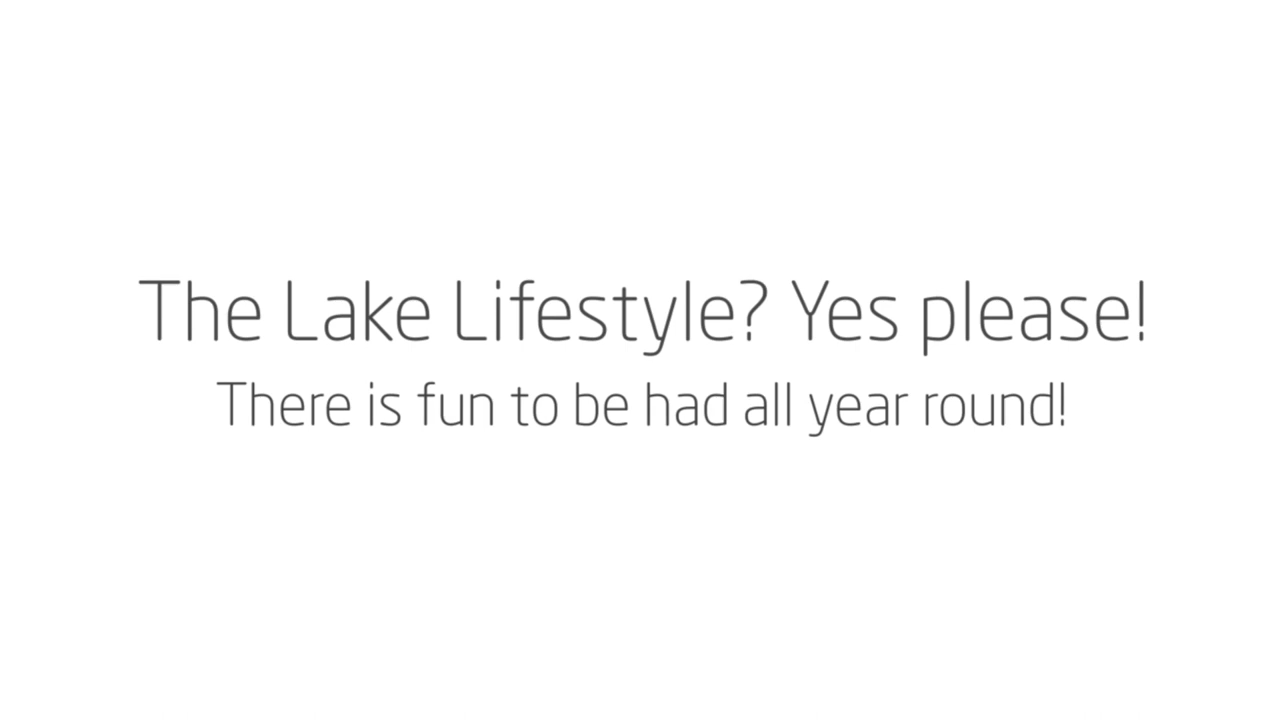 The Lake Lifestyle? Yes please!
There is fun to be had all year round!